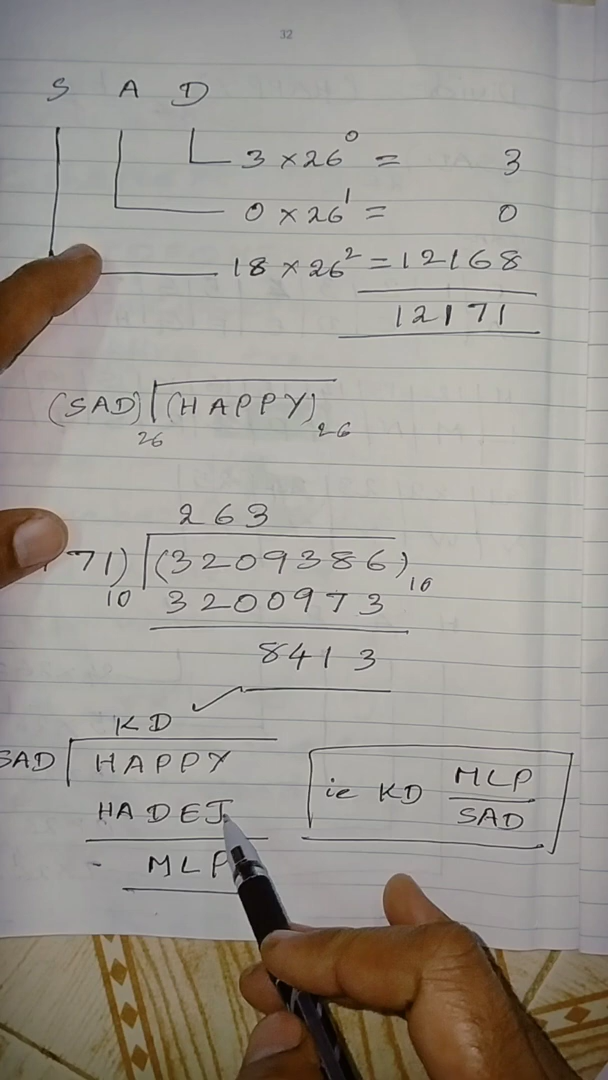 32
S A D
3 × 26⁰ = 3
0 × 26¹ = 0
18 × 26² = 12168
12171
(SAD)₂₆ (HAPPY)₂₆
263
71)₁₀ (3209386)₁₀
3200973
8413
KD ✓
SAD HAPPY
HADEJ
- MLP
ie KD MLP/SAD